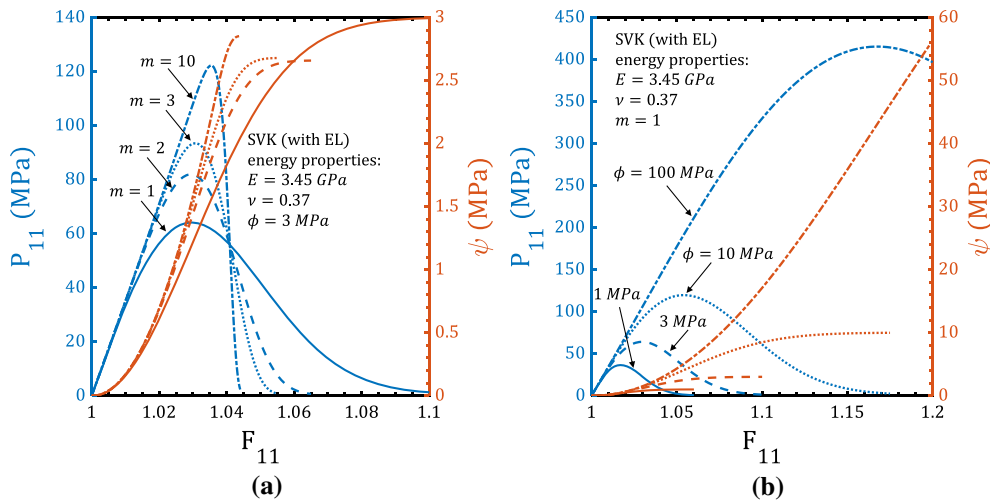 140
120
100
80
60
40
20
0
P11 (MPa)
m = 10
m = 3
m = 2
m = 1
SVK (with EL)
energy properties:
E = 3.45 GPa
ν = 0.37
ϕ = 3 MPa
3
2.5
2
1.5
1
0.5
0
ψ (MPa)
1 1.02 1.04 1.06 1.08 1.1
F11
(a)
450
400
350
300
250
200
150
100
50
0
P11 (MPa)
SVK (with EL)
energy properties:
E = 3.45 GPa
ν = 0.37
m = 1
ϕ = 100 MPa
ϕ = 10 MPa
1 MPa
3 MPa
60
50
40
30
20
10
0
ψ (MPa)
1 1.05 1.1 1.15 1.2
F11
(b)